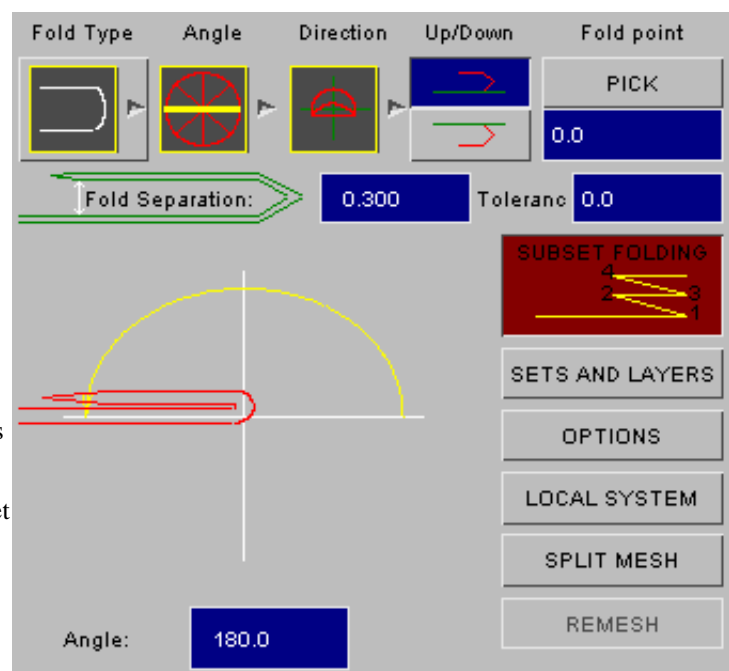 Fold Type Angle Direction Up/Down Fold point
PICK
0.0
Fold Separation: 0.300 Toleranc 0.0
SUBSET FOLDING
4
2 3
1
SETS AND LAYERS
s
OPTIONS
LOCAL SYSTEM
et
SPLIT MESH
Angle: 180.0
REMESH